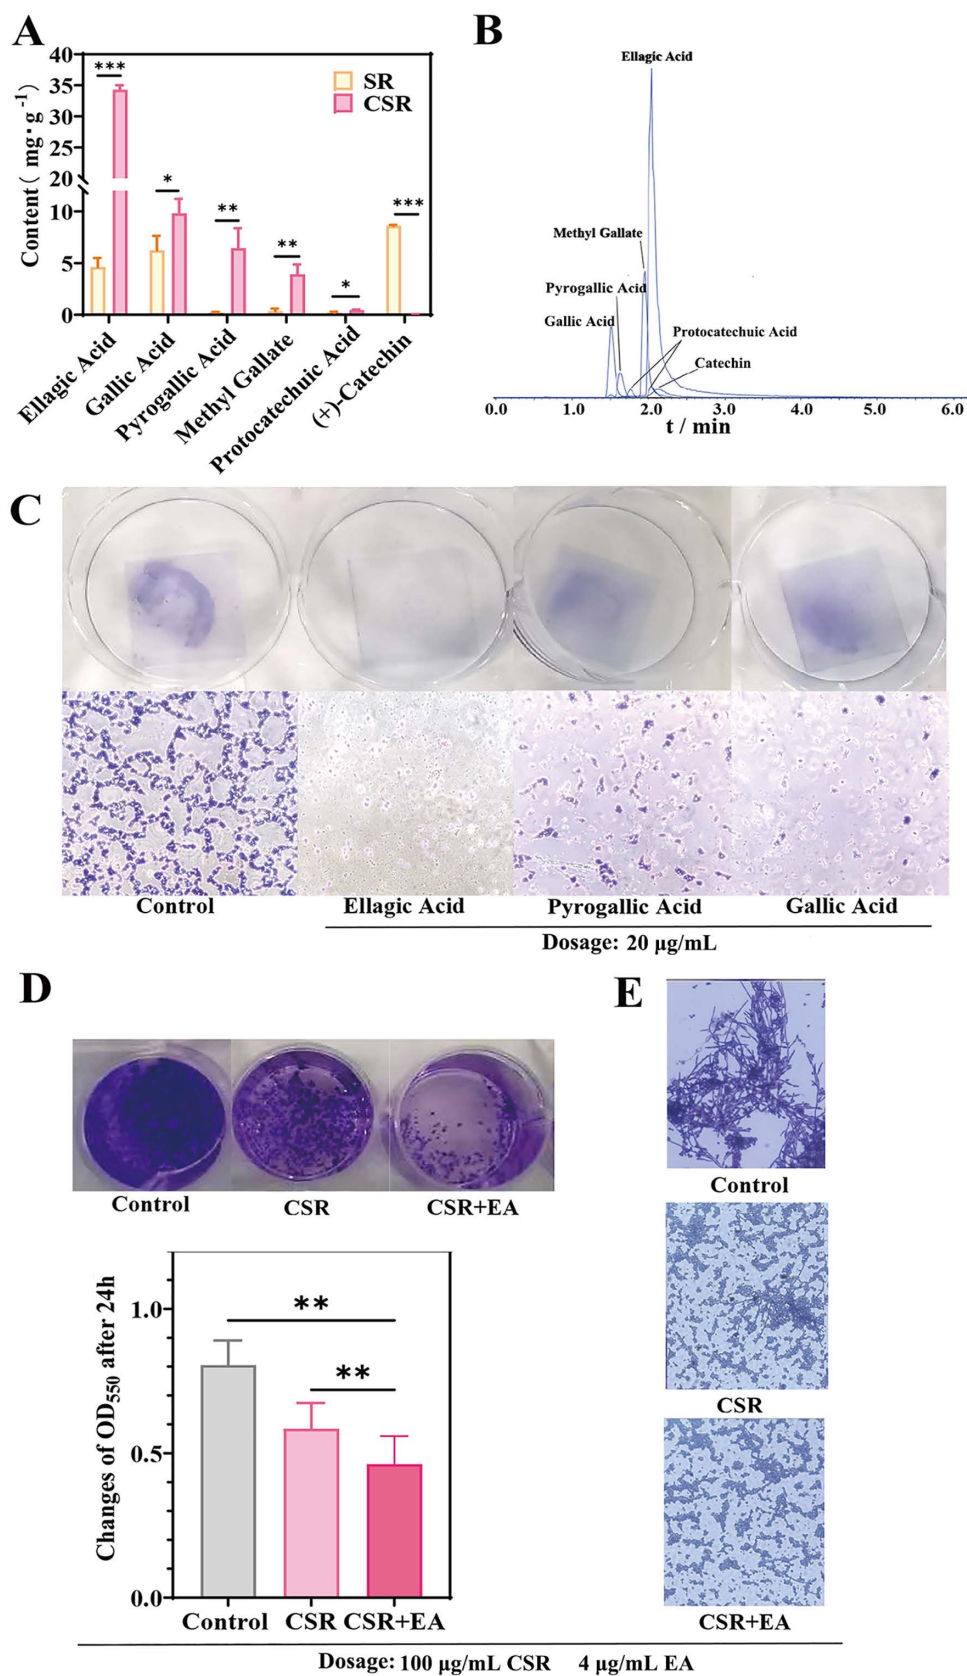 A
Content( mg·g⁻¹)
40
35
30
25
20
10
5
0
***
*
**
**
*
***
SR
CSR
Ellagic Acid
Gallic Acid
Pyrogallic Acid
Methyl Gallate
Protocatechuic Acid
(+)-Catechin
B
Ellagic Acid
Methyl Gallate
Pyrogallic Acid
Gallic Acid
Protocatechuic Acid
Catechin
0.0 1.0 2.0 3.0 4.0 5.0 6.0
t / min
C
Control Ellagic Acid Pyrogallic Acid Gallic Acid
Dosage: 20 μg/mL
D
Control CSR CSR+EA
Changes of OD₅₅₀ after 24h
1.0
0.5
0.0
**
**
Control CSR CSR+EA
E
Control
CSR
CSR+EA
Dosage: 100 μg/mL CSR 4 μg/mL EA